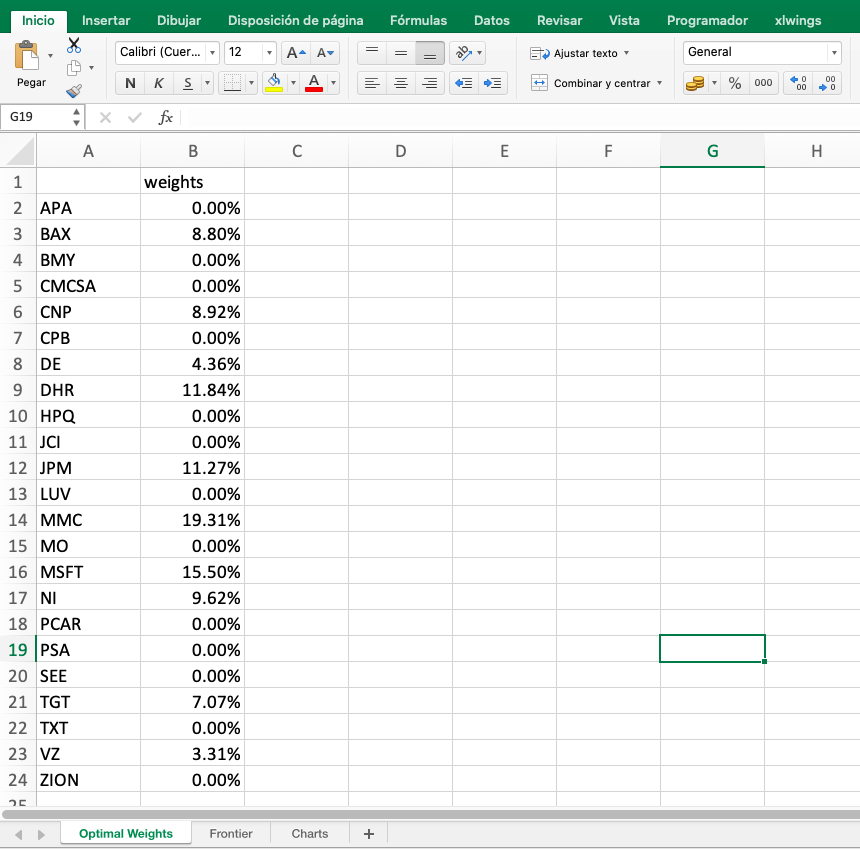 Inicio Insertar Dibujar Disposición de página Fórmulas Datos Revisar Vista Programador xlwings
Calibri (Cuer... 12 A A Ajustar texto General
Pegar N K S A Combinar y centrar % 000 0 00 00 0
G19 fx
A B C D E F G H
1 weights
2 APA 0.00%
3 BAX 8.80%
4 BMY 0.00%
5 CMCSA 0.00%
6 CNP 8.92%
7 CPB 0.00%
8 DE 4.36%
9 DHR 11.84%
10 HPQ 0.00%
11 JCI 0.00%
12 JPM 11.27%
13 LUV 0.00%
14 MMC 19.31%
15 MO 0.00%
16 MSFT 15.50%
17 NI 9.62%
18 PCAR 0.00%
19 PSA 0.00%
20 SEE 0.00%
21 TGT 7.07%
22 TXT 0.00%
23 VZ 3.31%
24 ZION 0.00%
25
Optimal Weights Frontier Charts +